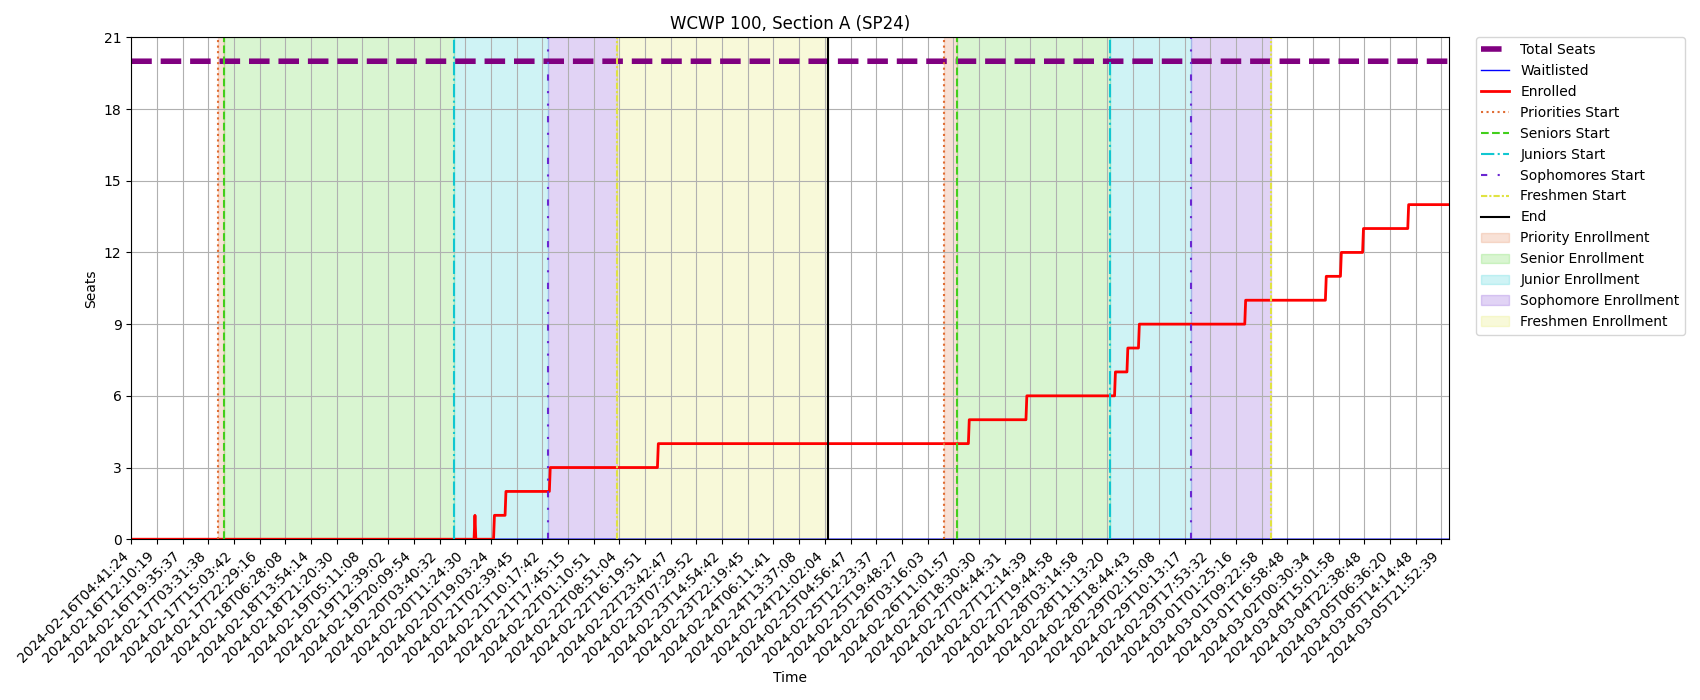 WCWP 100, Section A (SP24)
21
18
15
12
9
6
3
0
Seats
2024-02-16T04:41:24
2024-02-16T12:10:19
2024-02-16T19:35:37
2024-02-17T03:31:38
2024-02-17T15:03:42
2024-02-17T22:29:16
2024-02-18T06:28:08
2024-02-18T13:54:14
2024-02-18T21:20:30
2024-02-19T05:11:08
2024-02-19T12:39:02
2024-02-19T20:09:54
2024-02-20T03:40:32
2024-02-20T11:24:30
2024-02-20T19:03:24
2024-02-21T02:39:45
2024-02-21T10:17:42
2024-02-21T17:45:15
2024-02-22T01:10:51
2024-02-22T08:51:04
2024-02-22T16:19:51
2024-02-22T23:42:47
2024-02-23T07:29:52
2024-02-23T14:54:42
2024-02-23T22:19:45
2024-02-24T06:11:41
2024-02-24T13:37:08
2024-02-24T21:02:04
2024-02-25T04:56:47
2024-02-25T12:23:37
2024-02-25T19:48:27
2024-02-26T03:16:03
2024-02-26T11:01:57
2024-02-26T18:30:30
2024-02-27T04:44:31
2024-02-27T12:14:39
2024-02-27T19:44:58
2024-02-28T03:14:58
2024-02-28T11:13:20
2024-02-28T18:44:43
2024-02-29T02:15:08
2024-02-29T10:13:17
2024-02-29T17:53:32
2024-03-01T01:25:16
2024-03-01T09:22:58
2024-03-01T16:58:48
2024-03-02T00:30:34
2024-03-04T15:01:58
2024-03-04T22:38:48
2024-03-05T06:36:20
2024-03-05T14:14:48
2024-03-05T21:52:39
Time
Total Seats
Waitlisted
Enrolled
Priorities Start
Seniors Start
Juniors Start
Sophomores Start
Freshmen Start
End
Priority Enrollment
Senior Enrollment
Junior Enrollment
Sophomore Enrollment
Freshmen Enrollment